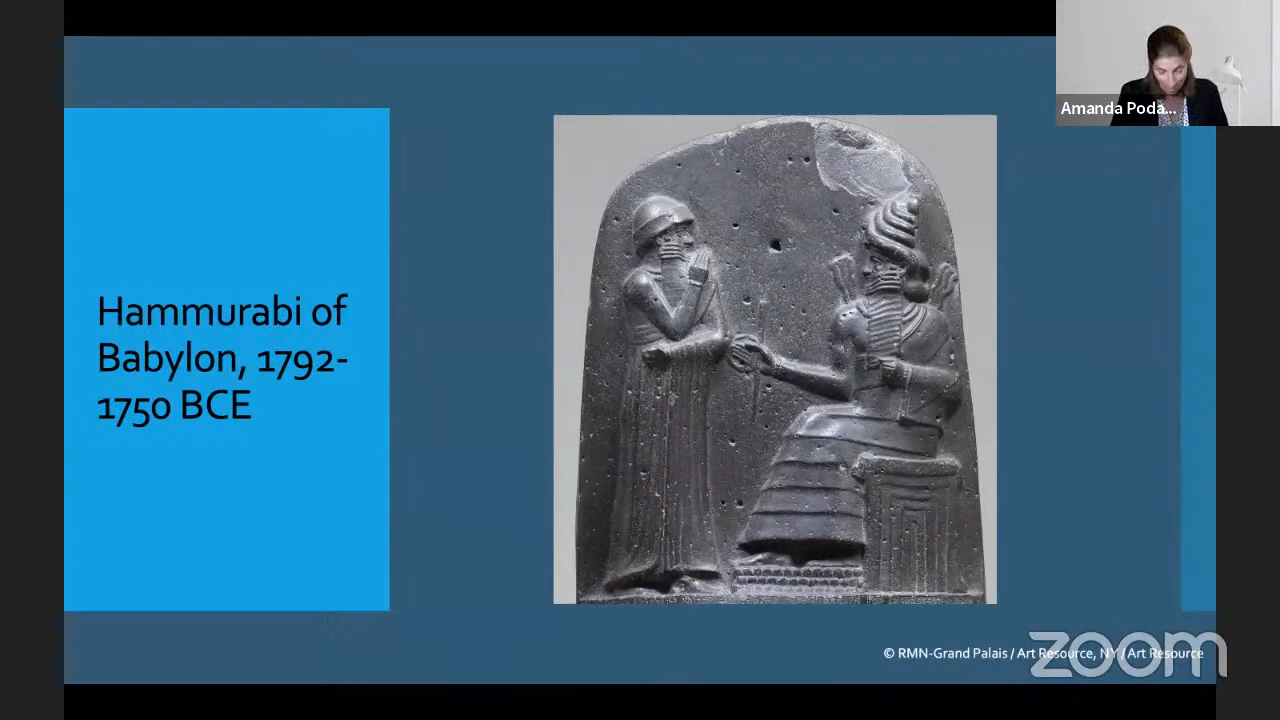 Amanda Poda...
Hammurabi of
Babylon, 1792-
1750 BCE
© RMN-Grand Palais / Art Resource, NY / Art Resource
zoom